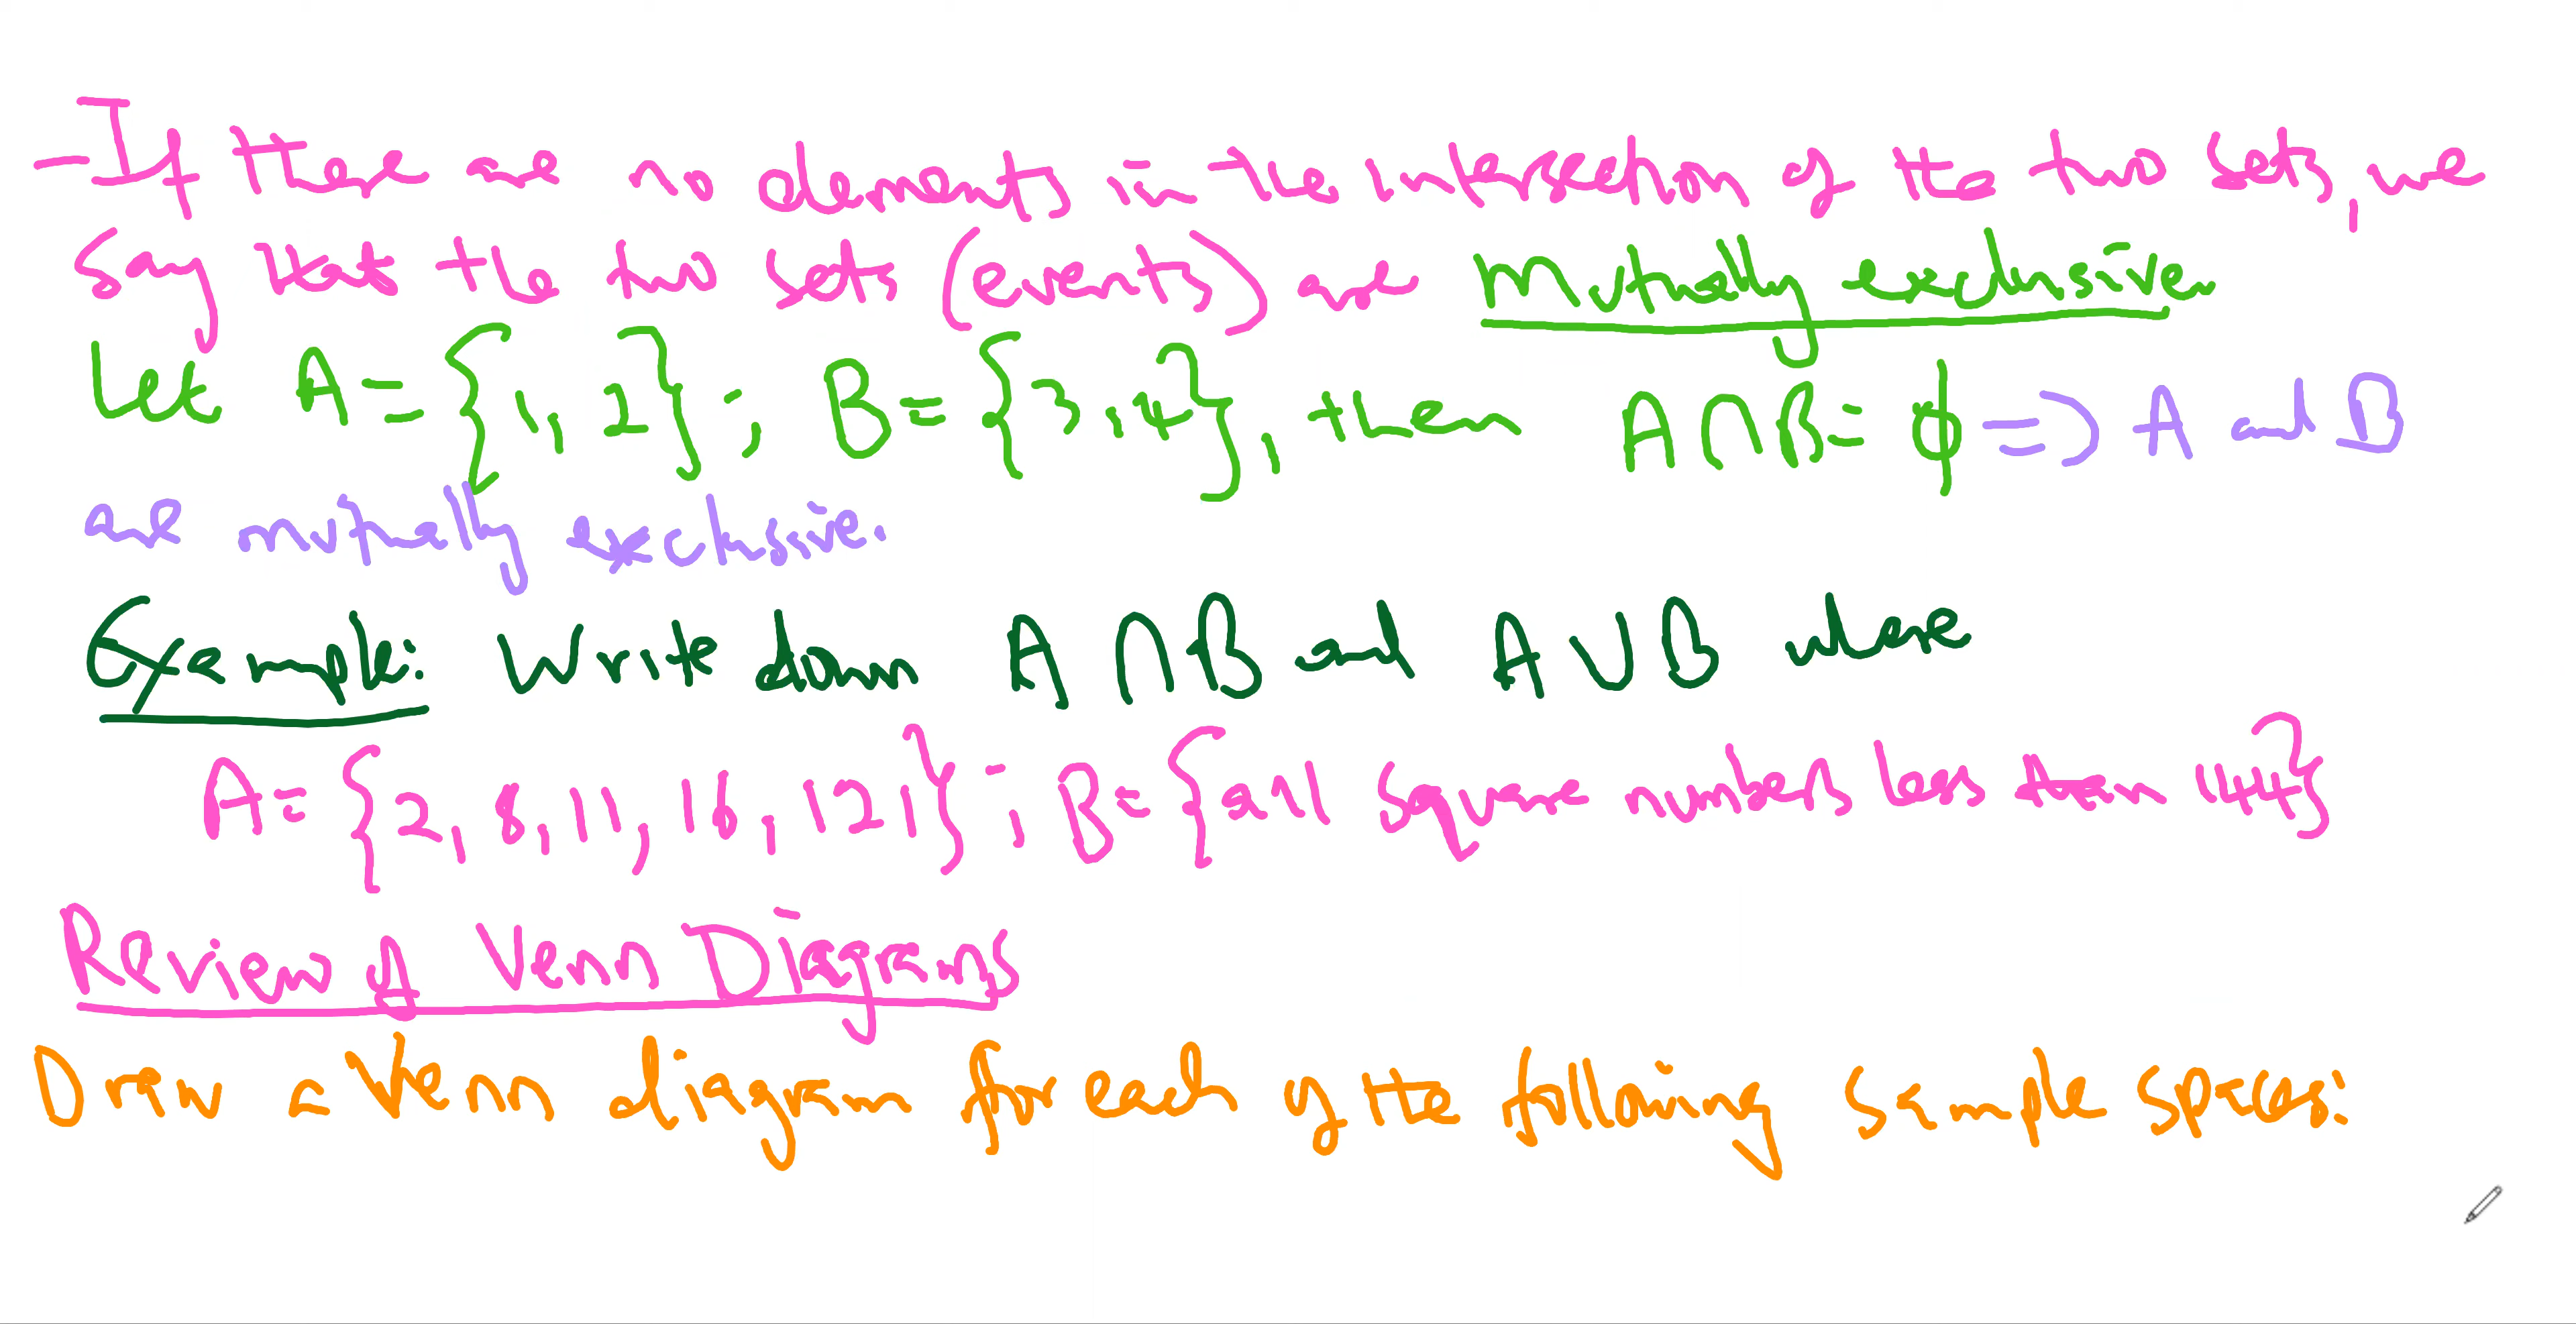 -If there are no elements in the intersection of the two sets, we
say that the two sets (events) are mutually exclusive.
Let A = {1, 2}; B = {3, 4}, then A∩B = ϕ => A and B
are mutually exclusive.
Example: Write down A ∩ B and A ∪ B where
A = {2, 8, 11, 16, 121}; B = {all square numbers less than 144}
Review of Venn Diagrams
Draw a Venn diagram for each of the following sample spaces: